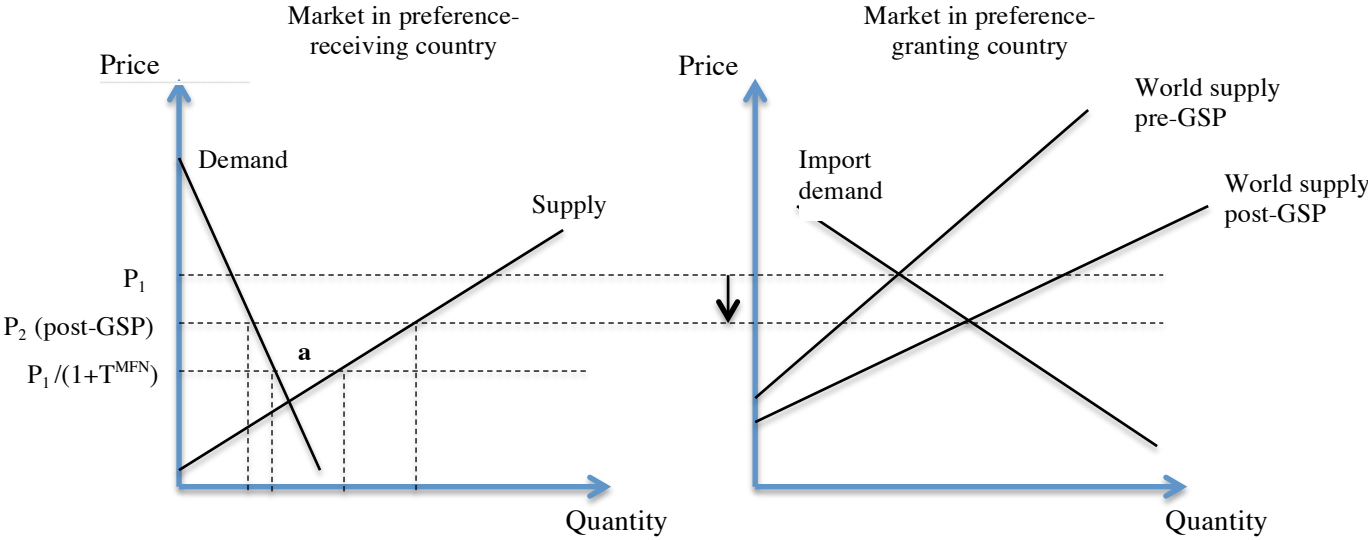 Market in preference-
receiving country
Price
Demand
Supply
P1
P2 (post-GSP)
a
P1 /(1+T^MFN)
Quantity
Market in preference-
granting country
Price
World supply
pre-GSP
Import
demand
World supply
post-GSP
Quantity